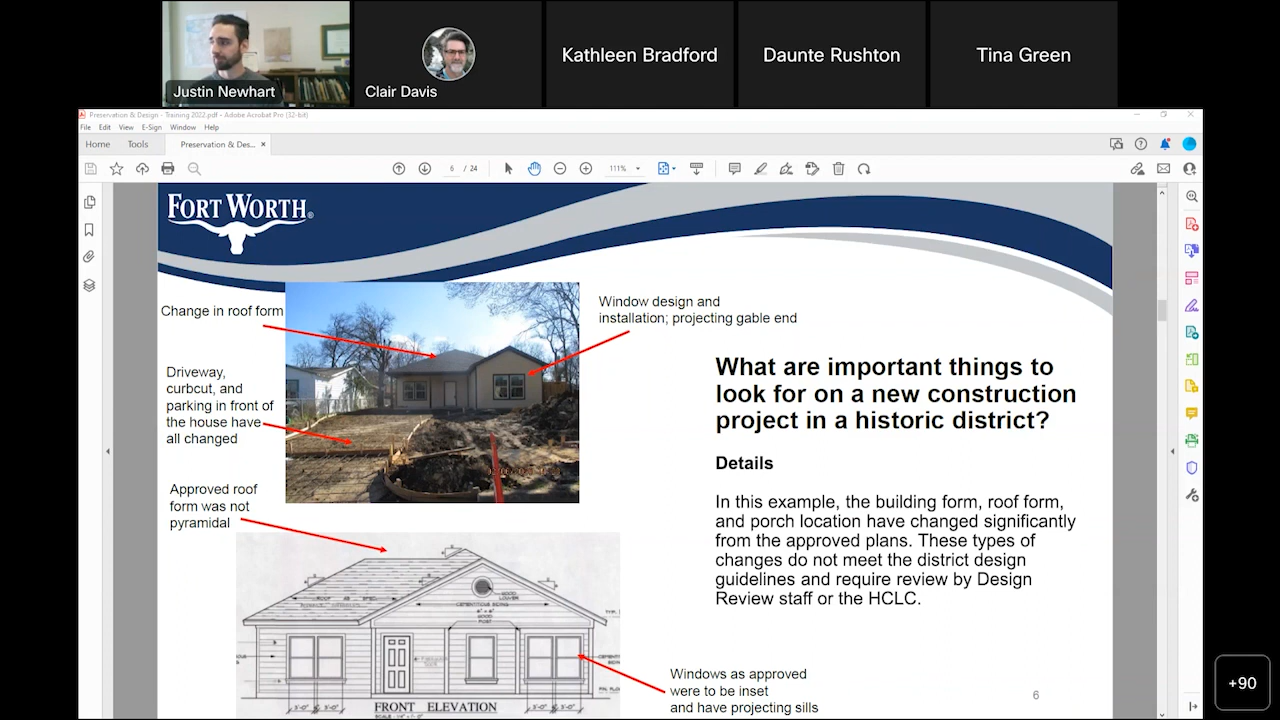 Justin Newhart
Clair Davis
Kathleen Bradford
Daunte Rushton
Tina Green
Preservation & Design - Training 2022.pdf - Adobe Acrobat Pro (32-bit)
File Edit View E-Sign Window Help
Home Tools Preservation & Des... ×
6 / 24 111%
FORT WORTH®
Change in roof form
Window design and
installation; projecting gable end
Driveway,
curbcut, and
parking in front of
the house have
all changed
What are important things to
look for on a new construction
project in a historic district?
Details
In this example, the building form, roof form,
and porch location have changed significantly
from the approved plans. These types of
changes do not meet the district design
guidelines and require review by Design
Review staff or the HCLC.
Approved roof
form was not
pyramidal
Windows as approved
were to be inset
and have projecting sills
FRONT ELEVATION
6
+90